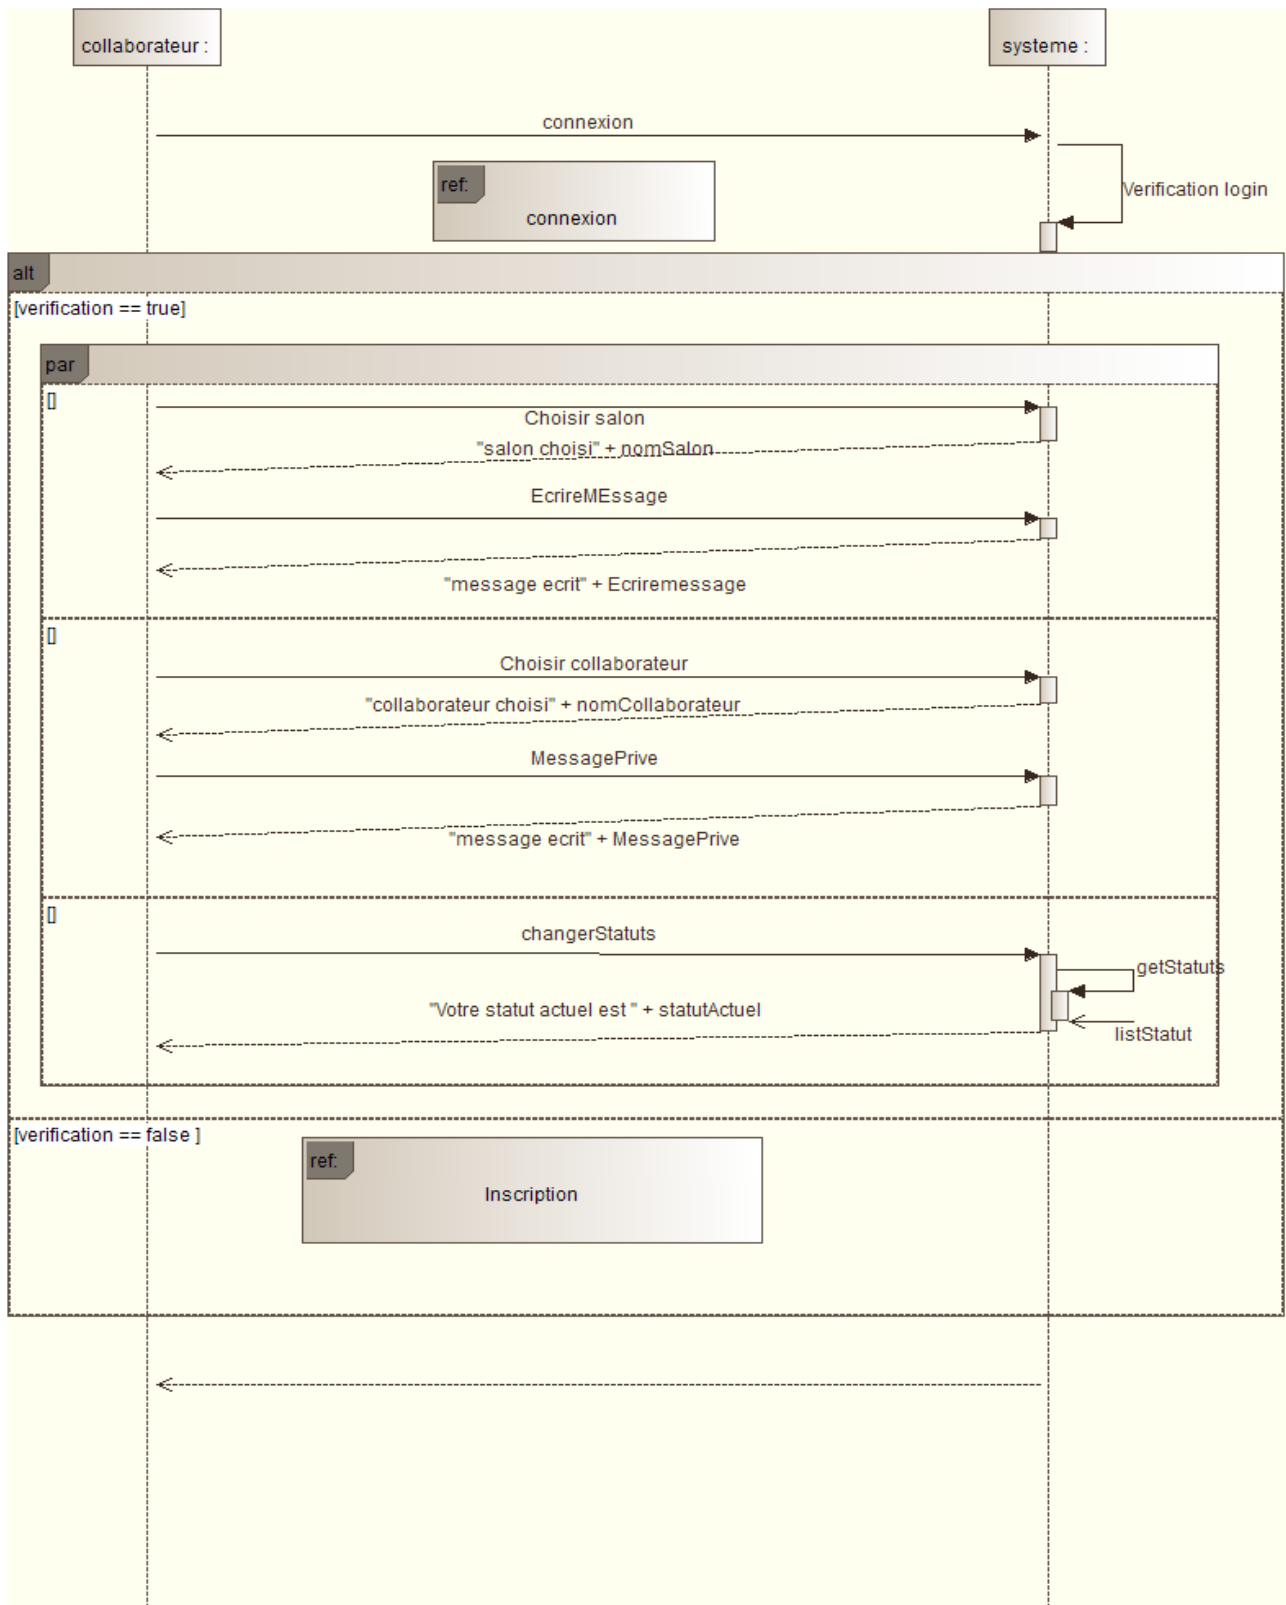 collaborateur :
systeme :
connexion
Verification login
ref:
connexion
alt
[verification == true]
par
[]
Choisir salon
"salon choisi" + nomSalon
EcrireMEssage
"message ecrit" + Ecriremessage
[]
Choisir collaborateur
"collaborateur choisi" + nomCollaborateur
MessagePrive
"message ecrit" + MessagePrive
[]
changerStatuts
getStatuts
"Votre statut actuel est " + statutActuel
listStatut
[verification == false ]
ref:
Inscription